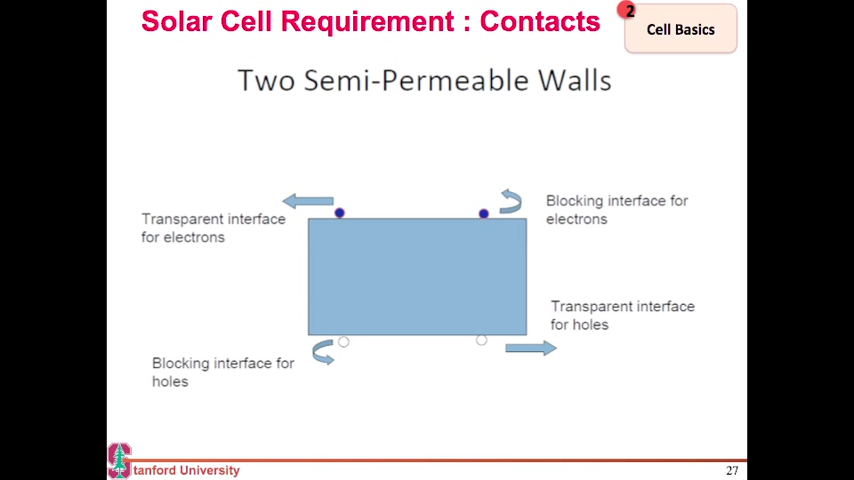 Solar Cell Requirement : Contacts
2
Cell Basics
Two Semi-Permeable Walls
Transparent interface
for electrons
Blocking interface for
electrons
Transparent interface
for holes
Blocking interface for
holes
Stanford University
27